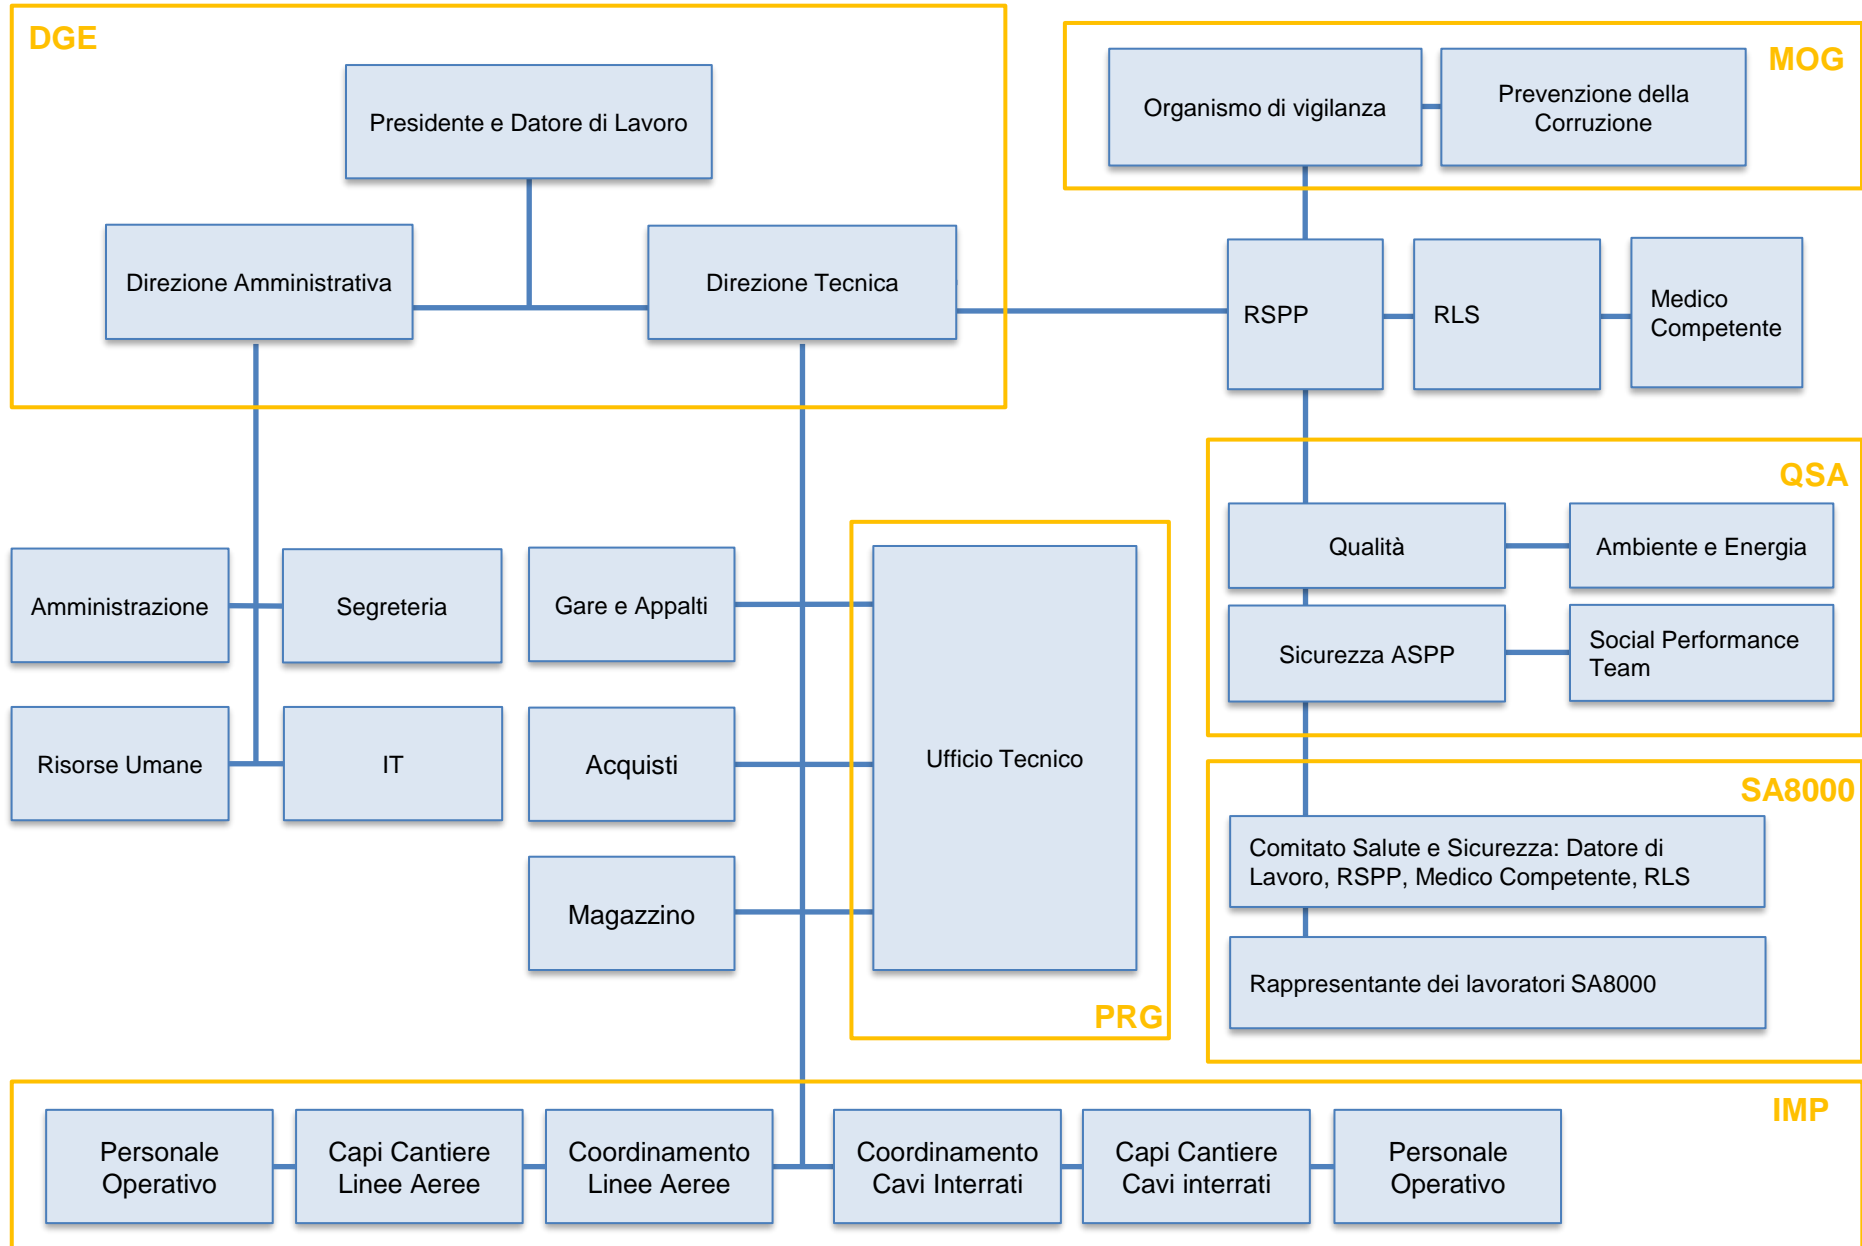 DGE
Presidente e Datore di Lavoro
Direzione Amministrativa
Direzione Tecnica
MOG
Organismo di vigilanza
Prevenzione della
Corruzione
RSPP
RLS
Medico
Competente
QSA
Qualità
Ambiente e Energia
Sicurezza ASPP
Social Performance
Team
Amministrazione
Segreteria
Risorse Umane
IT
Gare e Appalti
Acquisti
Magazzino
Ufficio Tecnico
PRG
SA8000
Comitato Salute e Sicurezza: Datore di
Lavoro, RSPP, Medico Competente, RLS
Rappresentante dei lavoratori SA8000
IMP
Personale
Operativo
Capi Cantiere
Linee Aeree
Coordinamento
Linee Aeree
Coordinamento
Cavi Interrati
Capi Cantiere
Cavi interrati
Personale
Operativo